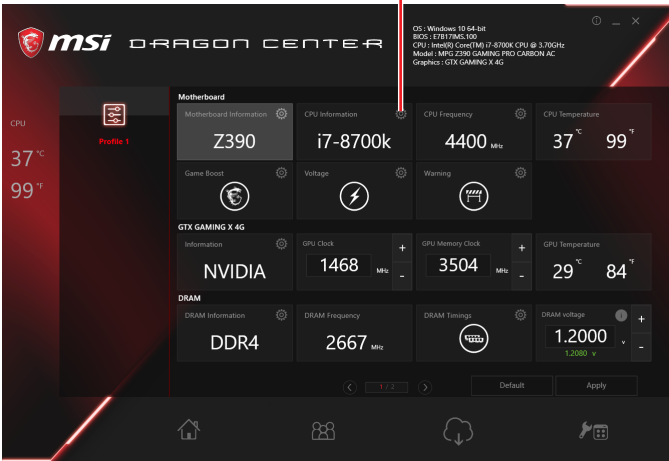 msi DRAGON CENTER
OS : Windows 10 64-bit
BIOS : E7B17IMS.100
CPU : Intel(R) Core(TM) i7-8700K CPU @ 3.70GHz
Model : MPG Z390 GAMING PRO CARBON AC
Graphics : GTX GAMING X 4G
CPU
37 °C
99 °F
Profile 1
Motherboard
Motherboard Information
Z390
CPU Information
i7-8700k
CPU Frequency
4400 MHz
CPU Temperature
37 °C 99 °F
Game Boost
Voltage
Warning
GTX GAMING X 4G
Information
NVIDIA
GPU Clock
1468 MHz
+
-
GPU Memory Clock
3504 MHz
+
-
GPU Temperature
29 °C 84 °F
DRAM
DRAM Information
DDR4
DRAM Frequency
2667 MHz
DRAM Timings
DRAM voltage
1.2000 v
1.2080 v
+
-
1 / 2
Default
Apply